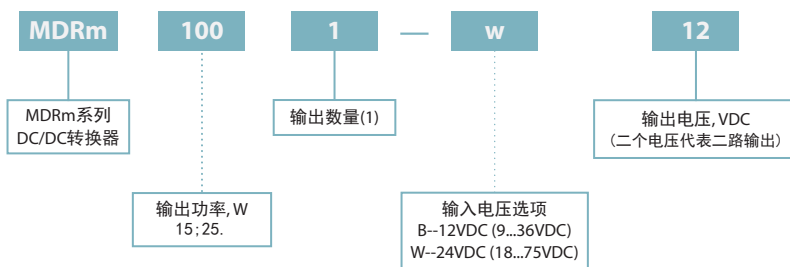 MDRm 100 1 — w 12
MDRm系列
DC/DC转换器
输出数量(1)
输出电压,VDC
(二个电压代表二路输出)
输出功率,W
15;25.
输入电压选项
B--12VDC (9...36VDC)
W--24VDC (18...75VDC)